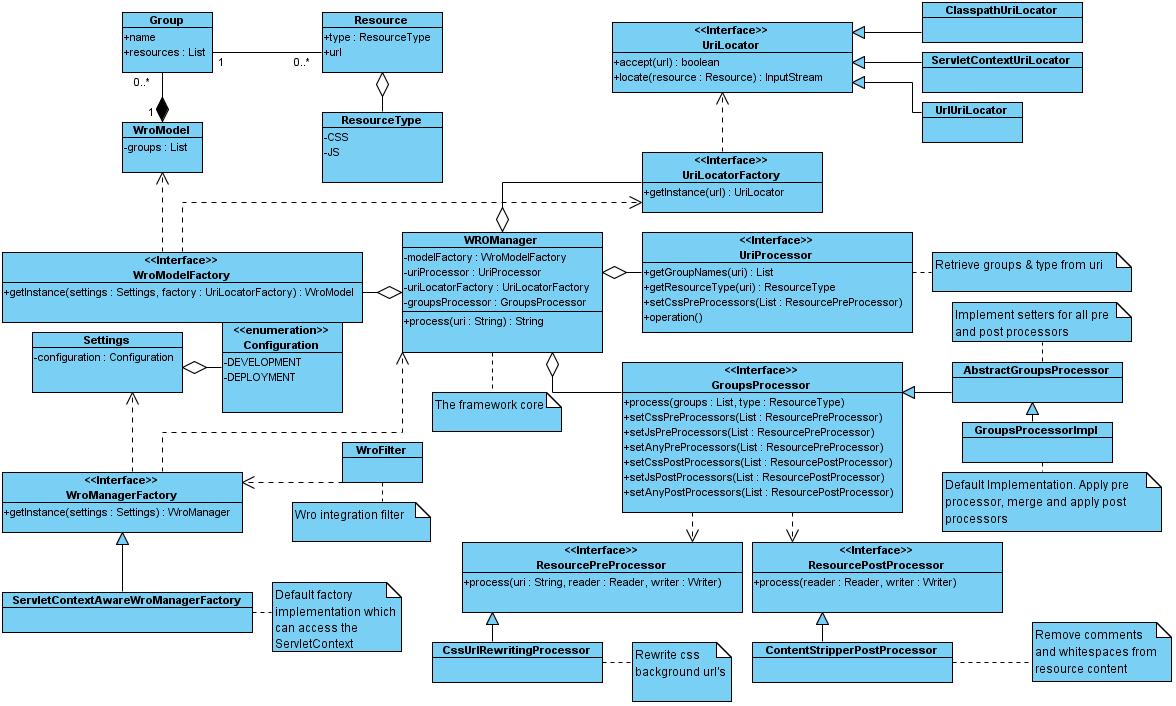 Group
+name
+resources : List
Resource
+type : ResourceType
+url
1
0..*
0..*
1
WroModel
-groups : List
ResourceType
-CSS
-JS
<<Interface>>
UriLocator
+accept(url) : boolean
+locate(resource : Resource) : InputStream
ClasspathUriLocator
ServletContextUriLocator
UrlUriLocator
<<Interface>>
UriLocatorFactory
+getInstance(url) : UriLocator
<<Interface>>
WroModelFactory
+getInstance(settings : Settings, factory : UriLocatorFactory) : WroModel
WROManager
-modelFactory : WroModelFactory
-uriProcessor : UriProcessor
-uriLocatorFactory : UriLocatorFactory
-groupsProcessor : GroupsProcessor
+process(uri : String) : String
<<Interface>>
UriProcessor
+getGroupNames(uri) : List
+getResourceType(uri) : ResourceType
+setCssPreProcessors(List : ResourcePreProcessor)
+operation()
Retrieve groups & type from uri
Settings
-configuration : Configuration
<<enumeration>>
Configuration
-DEVELOPMENT
-DEPLOYMENT
Implement setters for all pre
and post processors
The framework core
<<Interface>>
GroupsProcessor
+process(groups : List, type : ResourceType)
+setCssPreProcessors(List : ResourcePreProcessor)
+setJsPreProcessors(List : ResourcePreProcessor)
+setAnyPreProcessors(List : ResourcePreProcessor)
+setCssPostProcessors(List : ResourcePostProcessor)
+setJsPostProcessors(List : ResourcePostProcessor)
+setAnyPostProcessors(List : ResourcePostProcessor)
AbstractGroupsProcessor
GroupsProcessorImpl
Default Implementation. Apply pre
processor, merge and apply post
processors
WroFilter
Wro integration filter
<<Interface>>
WroManagerFactory
+getInstance(settings : Settings) : WroManager
ServletContextAwareWroManagerFactory
Default factory
implementation which
can access the
ServletContext
<<Interface>>
ResourcePreProcessor
+process(uri : String, reader : Reader, writer : Writer)
<<Interface>>
ResourcePostProcessor
+process(reader : Reader, writer : Writer)
CssUrlRewritingProcessor
Rewrite css
background url's
ContentStripperPostProcessor
Remove comments
and whitespaces from
resource content